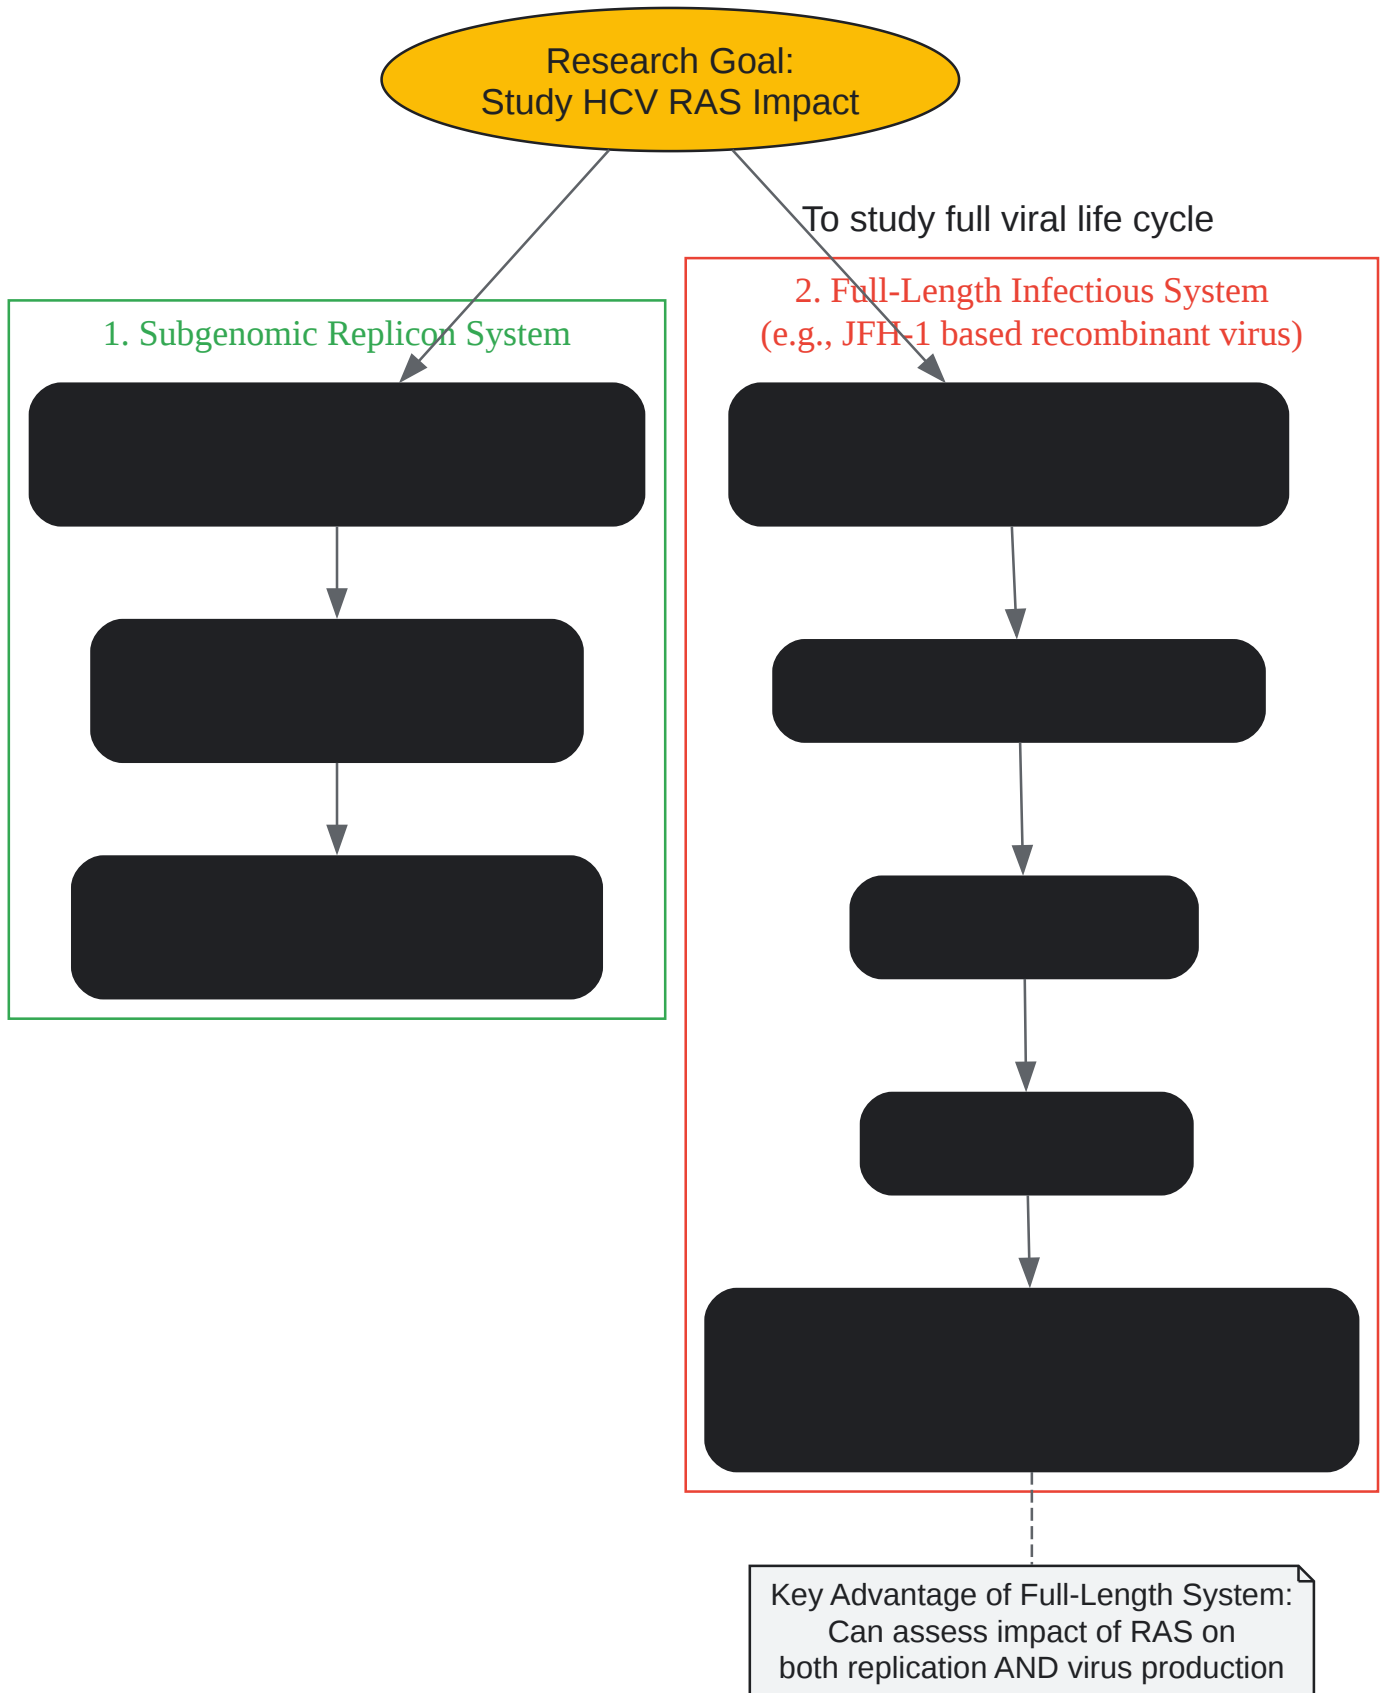 Research Goal:
Study HCV RAS Impact
To study full viral life cycle
1. Subgenomic Replicon System
2. Full-Length Infectious System
(e.g., JFH-1 based recombinant virus)
Key Advantage of Full-Length System:
Can assess impact of RAS on
both replication AND virus production